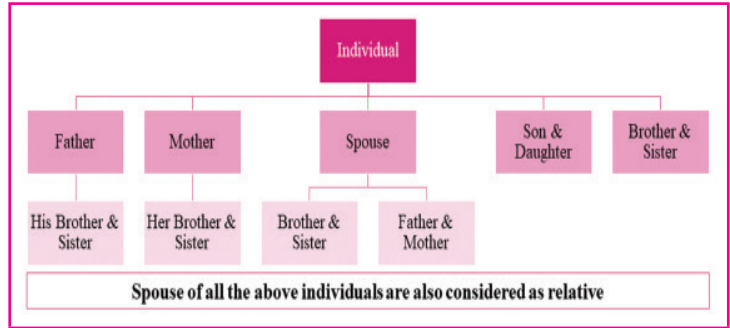 Individual
Father
Mother
Spouse
Son &
Daughter
Brother &
Sister
His Brother &
Sister
Her Brother &
Sister
Brother &
Sister
Father &
Mother
Spouse of all the above individuals are also considered as relative